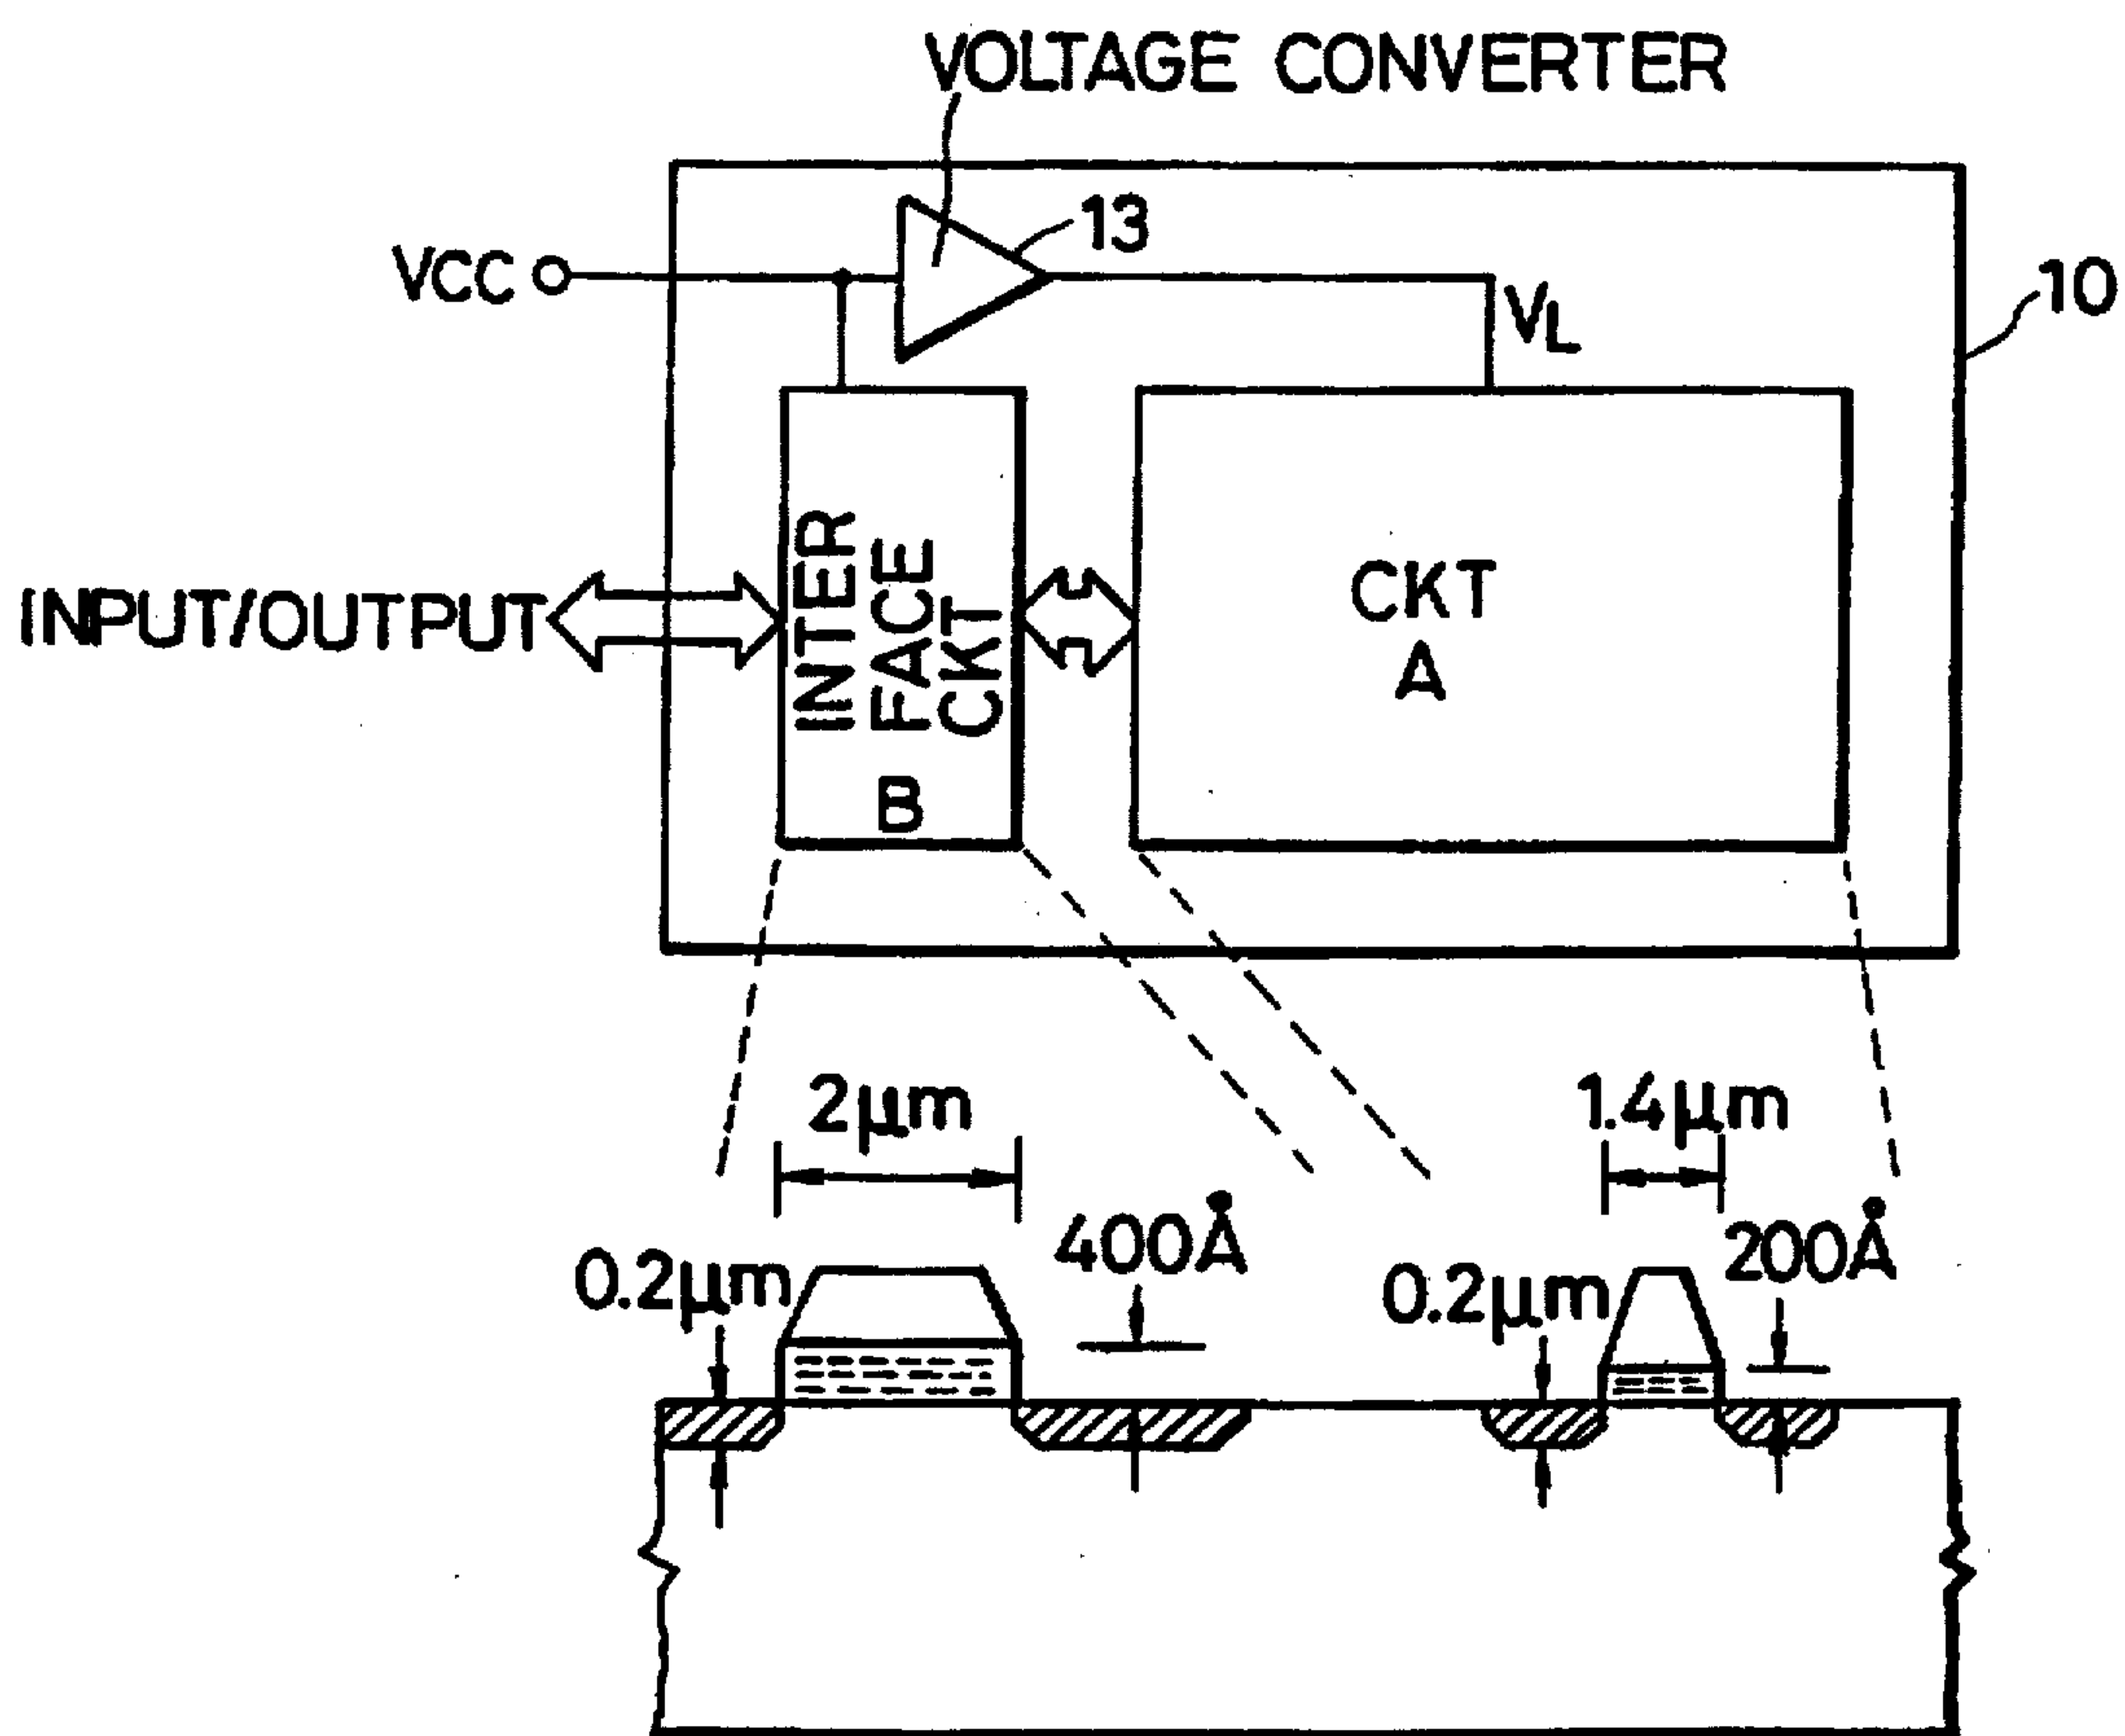 VOLTAGE CONVERTER
13
VCC
VL
10
INPUT/OUTPUT
INTER
FACE
CKT
B
CKT
A
2μm
1.4μm
0.2μm
400Å
0.2μm
200Å